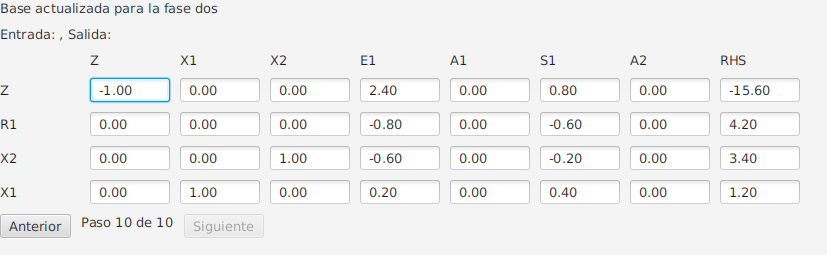 Base actualizada para la fase dos
Entrada: , Salida:
Z X1 X2 E1 A1 S1 A2 RHS
Z -1.00 0.00 0.00 2.40 0.00 0.80 0.00 -15.60
R1 0.00 0.00 0.00 -0.80 0.00 -0.60 0.00 4.20
X2 0.00 0.00 1.00 -0.60 0.00 -0.20 0.00 3.40
X1 0.00 1.00 0.00 0.20 0.00 0.40 0.00 1.20
Anterior Paso 10 de 10 Siguiente